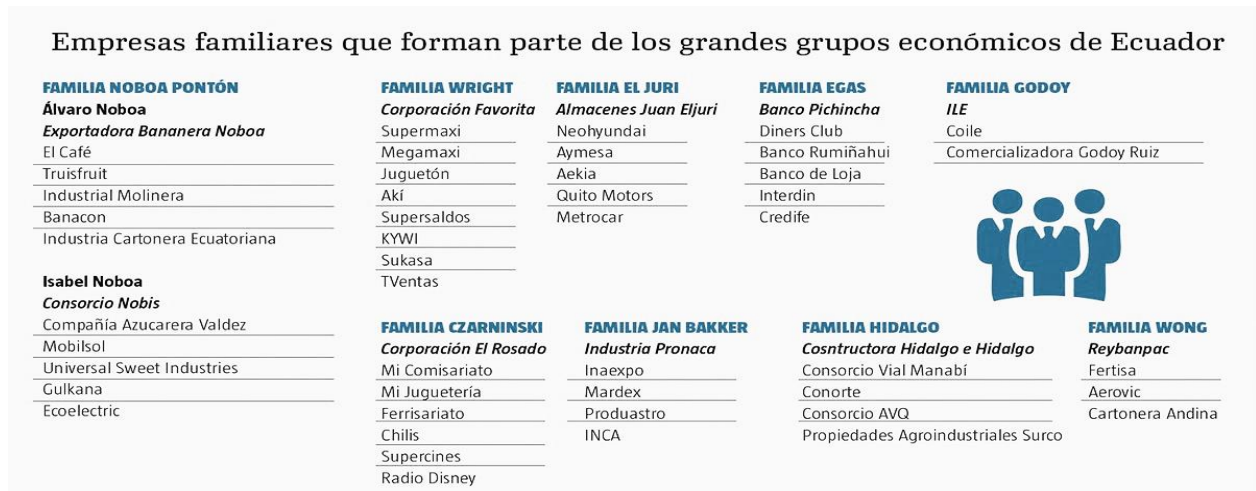 Empresas familiares que forman parte de los grandes grupos económicos de Ecuador
FAMILIA NOBOA PONTÓN
Álvaro Noboa
Exportadora Bananera Noboa
El Café
Truisfruit
Industrial Molinera
Banacon
Industria Cartonera Ecuatoriana
Isabel Noboa
Consorcio Nobis
Compañía Azucarera Valdez
Mobilsol
Universal Sweet Industries
Gulkana
Ecoelectric
FAMILIA WRIGHT
Corporación Favorita
Supermaxi
Megamaxi
Juguetón
Akí
Supersaldos
KYWI
Sukasa
TVentas
FAMILIA EL JURI
Almacenes Juan Eljuri
Neohyundai
Aymesa
Aekia
Quito Motors
Metrocar
FAMILIA EGAS
Banco Pichincha
Diners Club
Banco Rumiñahui
Banco de Loja
Interdin
Credife
FAMILIA GODOY
ILE
Coile
Comercializadora Godoy Ruiz
FAMILIA CZARNINSKI
Corporación El Rosado
Mi Comisariato
Mi Juguetería
Ferrisariato
Chilis
Supercines
Radio Disney
FAMILIA JAN BAKKER
Industria Pronaca
Inaexpo
Mardex
Produastro
INCA
FAMILIA HIDALGO
Cosntructora Hidalgo e Hidalgo
Consorcio Vial Manabí
Conorte
Consorcio AVQ
Propiedades Agroindustriales Surco
FAMILIA WONG
Reybanpac
Fertisa
Aerovic
Cartonera Andina